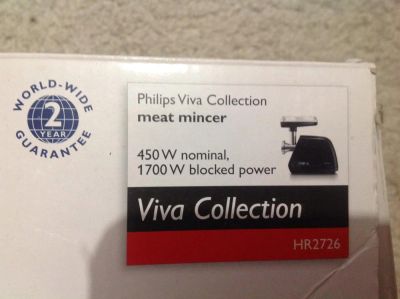 WORLD-WIDE
2
YEAR
GUARANTEE
Philips Viva Collection
meat mincer
450 W nominal,
1700 W blocked power
Viva Collection
HR2726